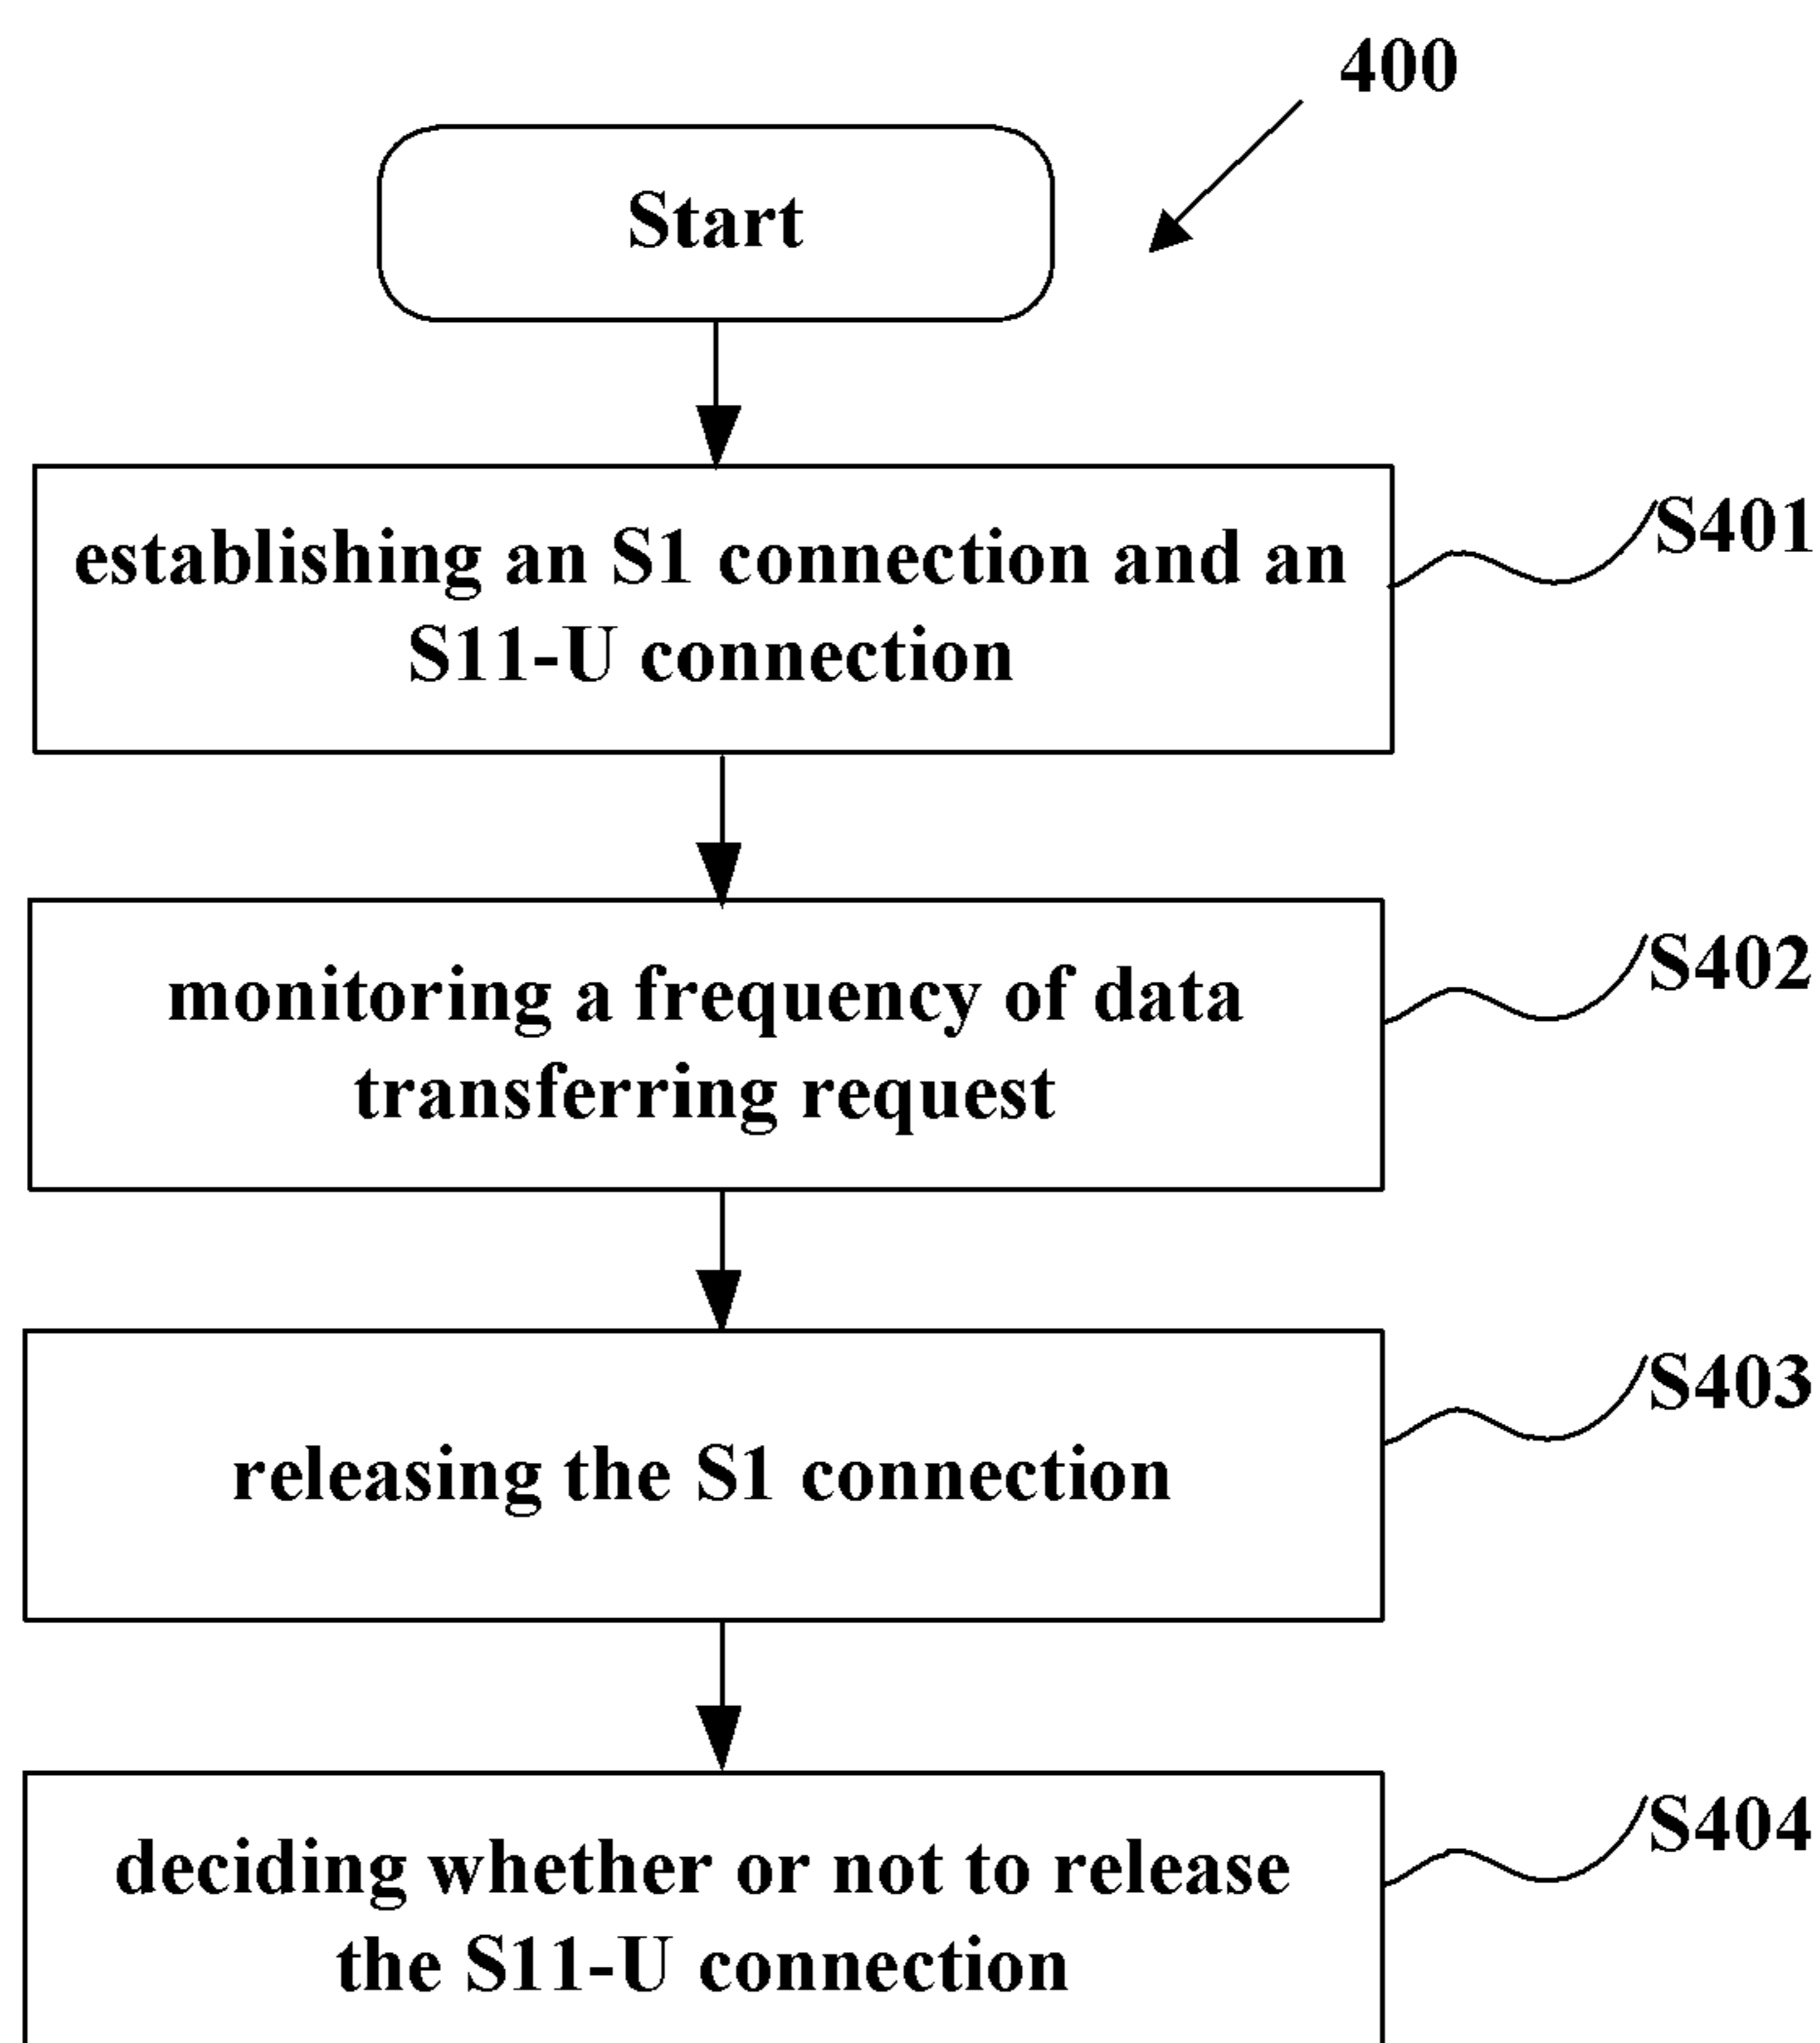 400
Start
establishing an S1 connection and an
S11-U connection
S401
monitoring a frequency of data
transferring request
S402
releasing the S1 connection
S403
deciding whether or not to release
the S11-U connection
S404